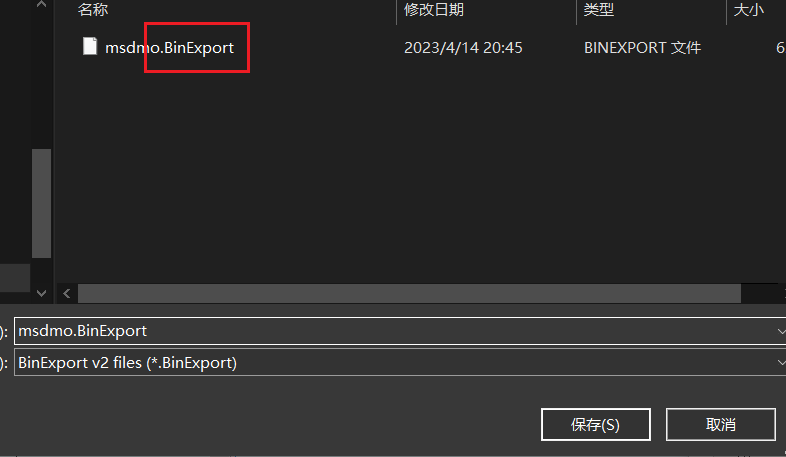 名称 修改日期 类型 大小
msdmo.BinExport 2023/4/14 20:45 BINEXPORT 文件 6
): msdmo.BinExport
): BinExport v2 files (*.BinExport)
保存(S) 取消